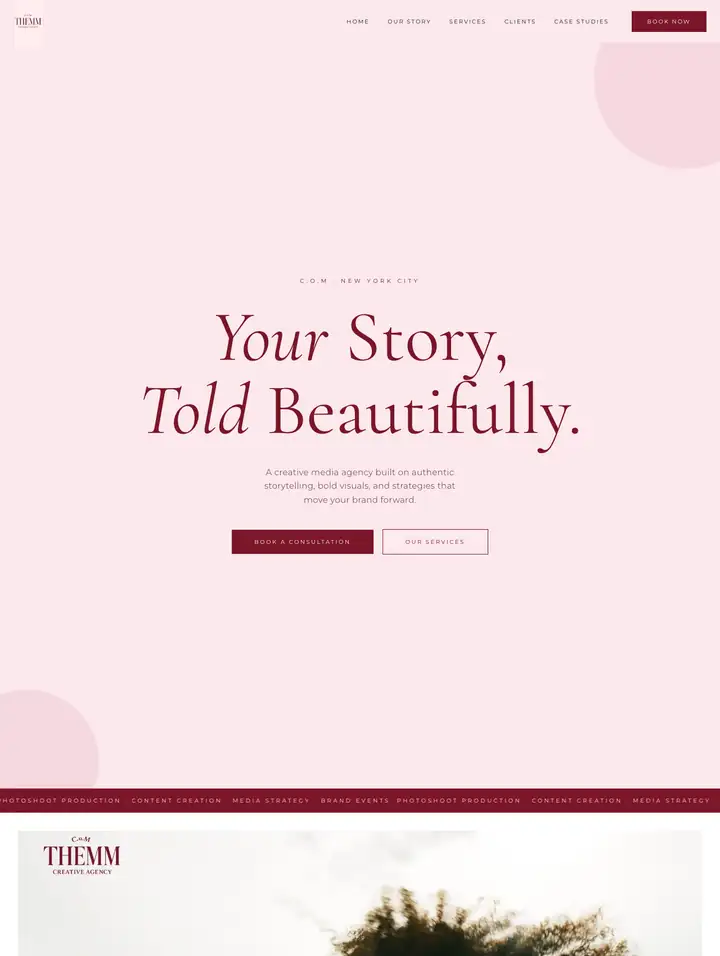 C.o.M
THEMM
HOME OUR STORY SERVICES CLIENTS CASE STUDIES BOOK NOW
C.O.M NEW YORK CITY
Your Story,
Told Beautifully.
A creative media agency built on authentic
storytelling, bold visuals, and strategies that
move your brand forward.
BOOK A CONSULTATION OUR SERVICES
PHOTOSHOOT PRODUCTION CONTENT CREATION MEDIA STRATEGY BRAND EVENTS PHOTOSHOOT PRODUCTION CONTENT CREATION MEDIA STRATEGY
C.o.M
THEMM
CREATIVE AGENCY